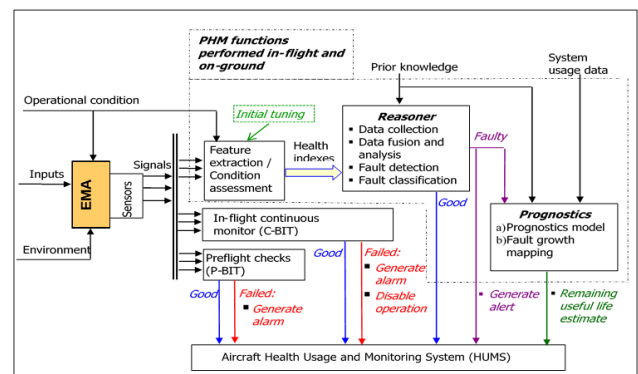 PHM functions
performed in-flight and
on-ground
System
usage data
Prior knowledge
Operational condition
Initial tuning
Reasoner
▪ Data collection
▪ Data fusion and
analysis
▪ Fault detection
▪ Fault classification
Faulty
Feature
extraction /
Condition
assessment
Health
indexes
Signals
Inputs
EMA
Sensors
Good
Prognostics
a)Prognostics model
b)Fault growth
mapping
In-flight continuous
monitor (C-BIT)
Environment
Preflight checks
(P-BIT)
Good
Failed:
▪ Generate
alarm
▪ Disable
operation
Good
Failed:
▪ Generate
alarm
▪ Generate
alert
▪ Remaining
useful life
estimate
Aircraft Health Usage and Monitoring System (HUMS)